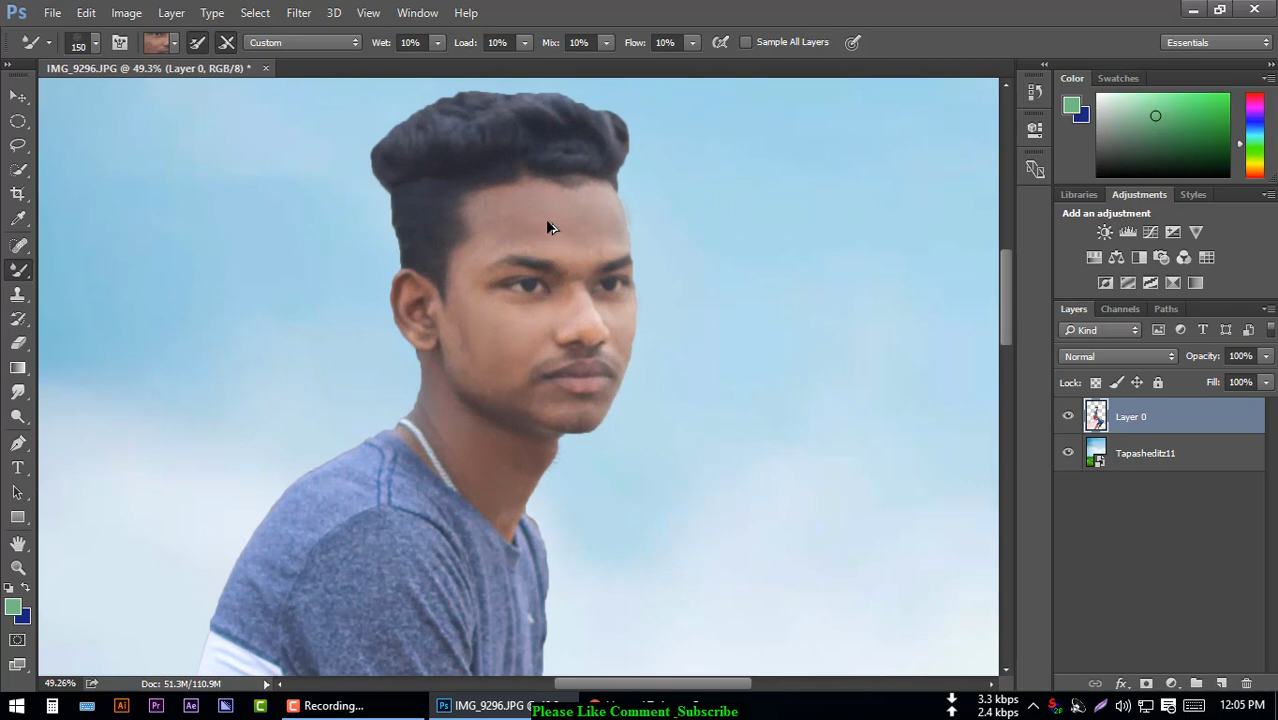 Ps File Edit Image Layer Type Select Filter 3D View Window Help
150 Custom Wet: 10% Load: 10% Mix: 10% Flow: 10% Sample All Layers Essentials
IMG_9296.JPG @ 49.3% (Layer 0, RGB/8) * ×
Color Swatches
Libraries Adjustments Styles
Add an adjustment
Layers Channels Paths
Kind
Normal Opacity: 100%
Lock: Fill: 100%
Layer 0
Tapasheditz11
49.26% Doc: 51.3M/110.9M
Recording... IMG_9296.JPG @ 3.3 kB/s 12:05 PM
2.4 kB/s
Please Like Comment _Subscribe